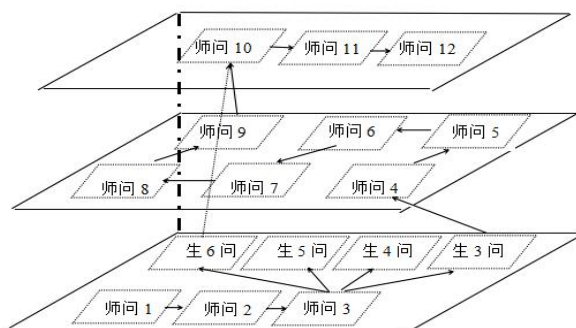 师问 10 师问 11 师问 12
师问 9 师问 6 师问 5
师问 8 师问 7 师问 4
生 6 问 生 5 问 生 4 问 生 3 问
师问 1 师问 2 师问 3